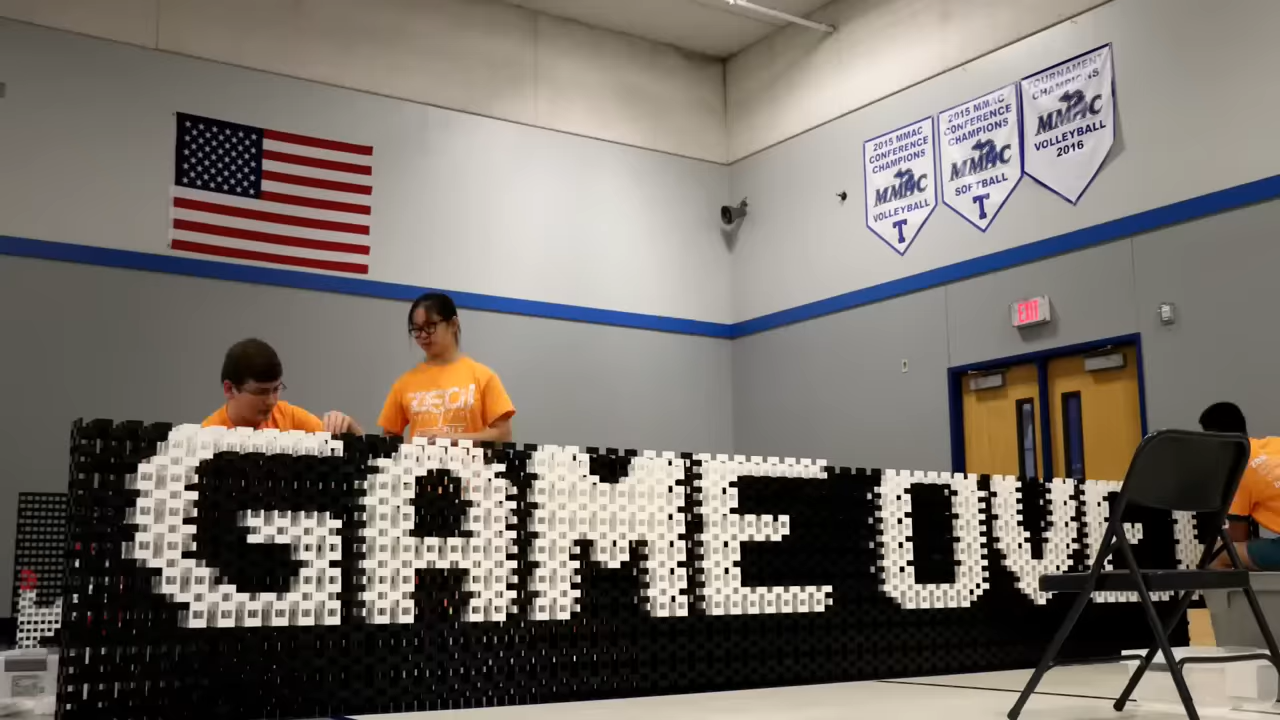 2015 MMAC
CONFERENCE
CHAMPIONS
MMAC
VOLLEYBALL
T
2015 MMAC
CONFERENCE
CHAMPIONS
MMAC
SOFTBALL
T
TOURNAMENT
CHAMPIONS
MMAC
VOLLEYBALL
2016
EXIT
GAME OVE